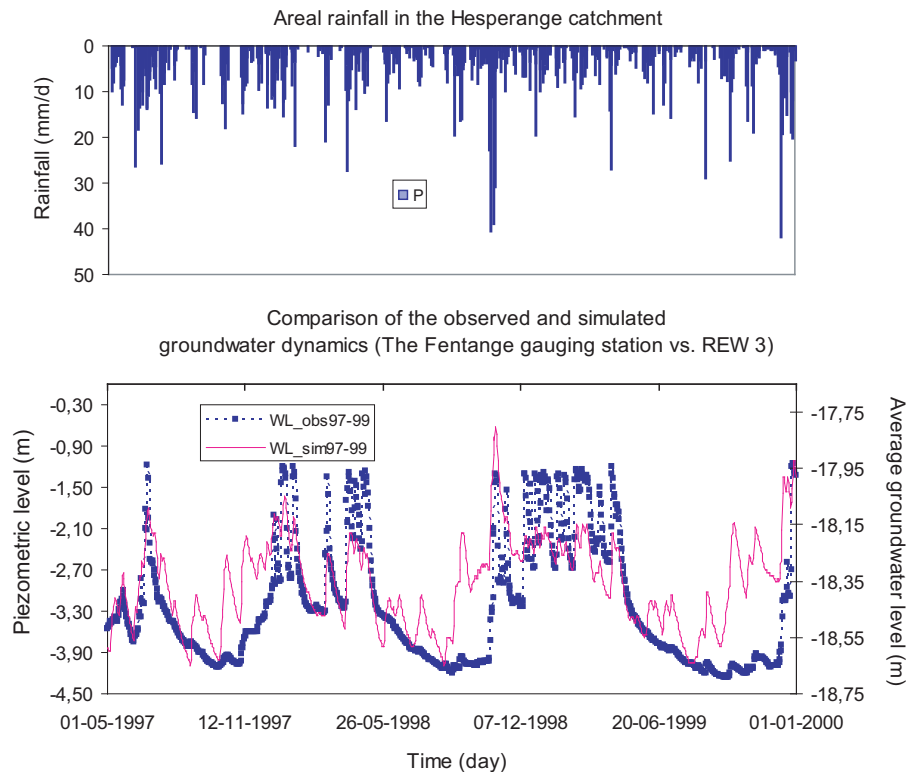 Areal rainfall in the Hesperange catchment
0
10
20
30
40
50
Rainfall (mm/d)
P
Comparison of the observed and simulated
groundwater dynamics (The Fentange gauging station vs. REW 3)
-0,30
-0,90
-1,50
-2,10
-2,70
-3,30
-3,90
-4,50
Piezometric level (m)
WL_obs97-99
WL_sim97-99
-17,75
-17,95
-18,15
-18,35
-18,55
-18,75
Average groundwater
level (m)
01-05-1997 12-11-1997 26-05-1998 07-12-1998 20-06-1999 01-01-2000
Time (day)